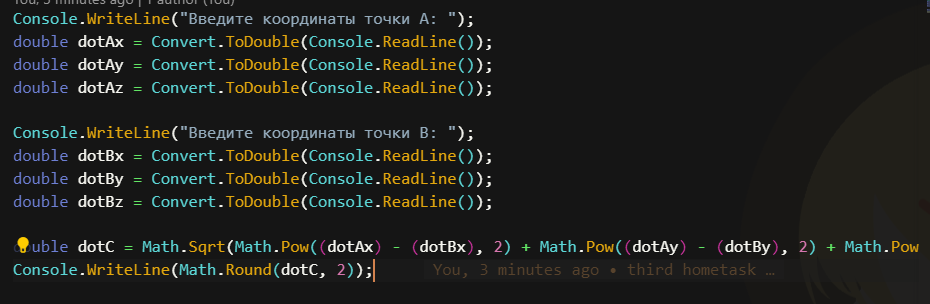 You, 3 minutes ago | 1 author (You)
Console.WriteLine("Введите координаты точки А: ");
double dotAx = Convert.ToDouble(Console.ReadLine());
double dotAy = Convert.ToDouble(Console.ReadLine());
double dotAz = Convert.ToDouble(Console.ReadLine());
Console.WriteLine("Введите координаты точки В: ");
double dotBx = Convert.ToDouble(Console.ReadLine());
double dotBy = Convert.ToDouble(Console.ReadLine());
double dotBz = Convert.ToDouble(Console.ReadLine());
double dotC = Math.Sqrt(Math.Pow((dotAx) - (dotBx), 2) + Math.Pow((dotAy) - (dotBy), 2) + Math.Pow
Console.WriteLine(Math.Round(dotC, 2)); You, 3 minutes ago • third hometask …